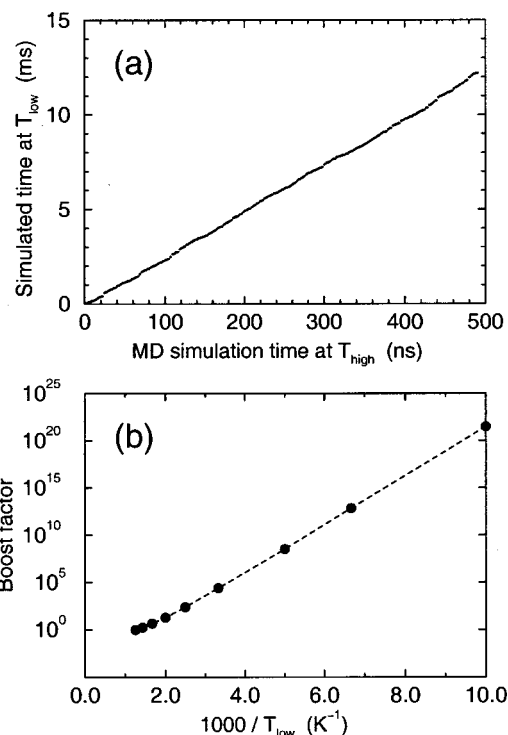 15
10
5
0
Simulated time at T_low (ms)
(a)
0 100 200 300 400 500
MD simulation time at T_high (ns)
10^25
10^20
10^15
10^10
10^5
10^0
Boost factor
(b)
0.0 2.0 4.0 6.0 8.0 10.0
1000 / T_low (K^-1)